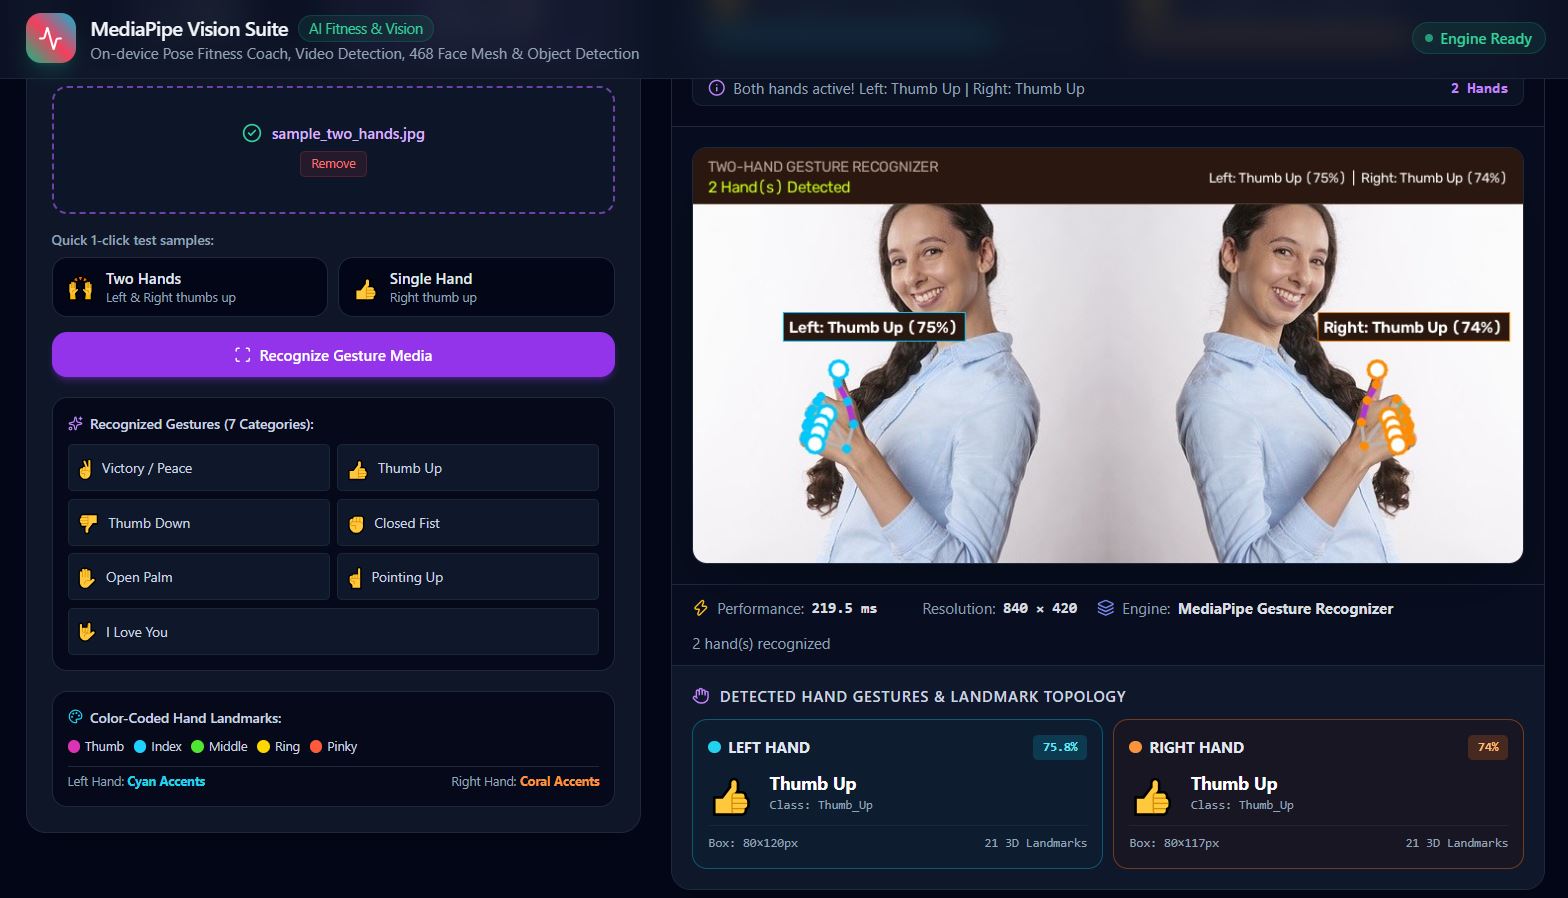 MediaPipe Vision Suite
AI Fitness & Vision
On-device Pose Fitness Coach, Video Detection, 468 Face Mesh & Object Detection
Engine Ready
sample_two_hands.jpg
Remove
Quick 1-click test samples:
Two Hands
Left & Right thumbs up
Single Hand
Right thumb up
Recognize Gesture Media
Recognized Gestures (7 Categories):
Victory / Peace
Thumb Up
Thumb Down
Closed Fist
Open Palm
Pointing Up
I Love You
Color-Coded Hand Landmarks:
Thumb Index Middle Ring Pinky
Left Hand: Cyan Accents
Right Hand: Coral Accents
Both hands active! Left: Thumb Up | Right: Thumb Up
2 Hands
TWO-HAND GESTURE RECOGNIZER
2 Hand(s) Detected
Left: Thumb Up (75%) | Right: Thumb Up (74%)
Left: Thumb Up (75%)
Right: Thumb Up (74%)
Performance: 219.5 ms
Resolution: 840 × 420
Engine: MediaPipe Gesture Recognizer
2 hand(s) recognized
DETECTED HAND GESTURES & LANDMARK TOPOLOGY
LEFT HAND
75.8%
Thumb Up
Class: Thumb_Up
Box: 80×120px
21 3D Landmarks
RIGHT HAND
74%
Thumb Up
Class: Thumb_Up
Box: 80×117px
21 3D Landmarks